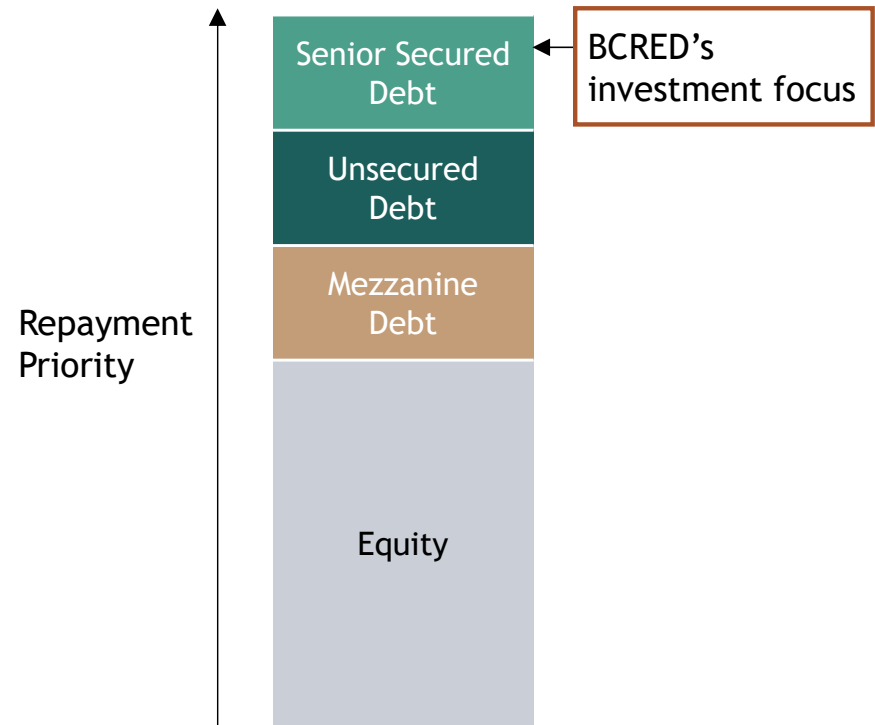 Senior Secured
Debt
BCRED’s
investment focus
Unsecured
Debt
Mezzanine
Debt
Repayment
Priority
Equity